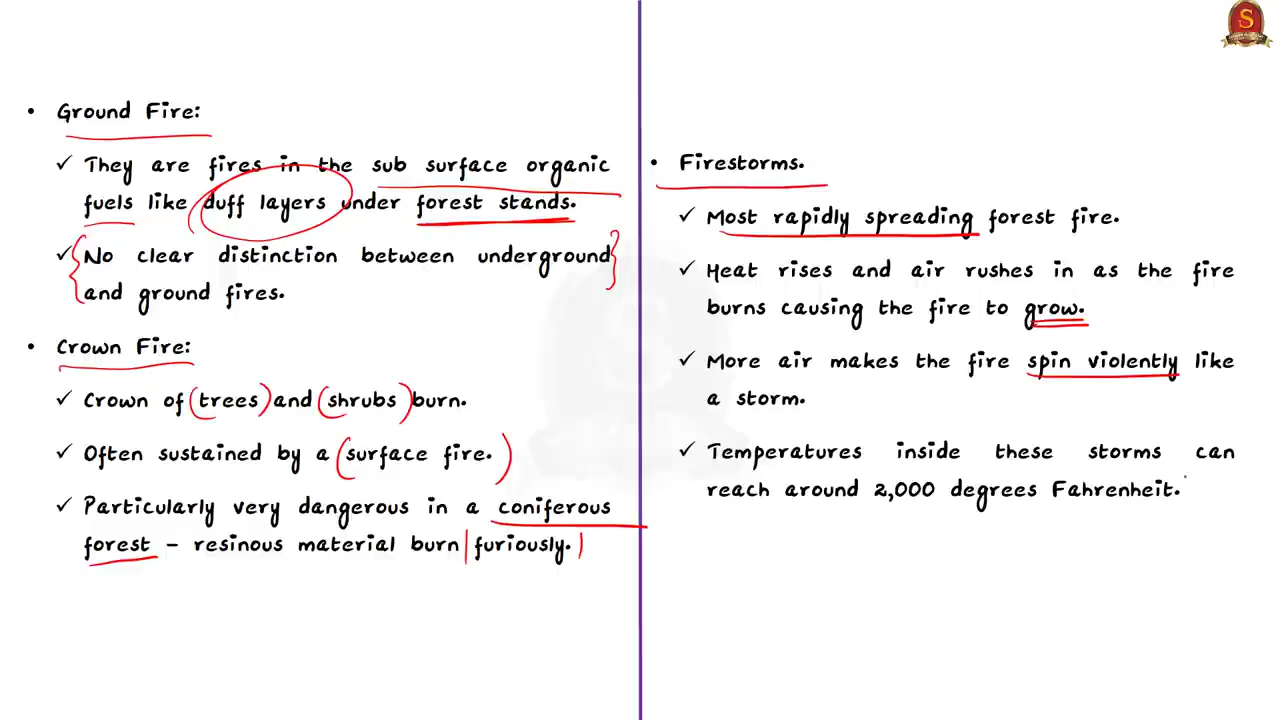 • Ground Fire:
✓ They are fires in the sub surface organic
fuels like duff layers under forest stands.
✓ No clear distinction between underground
and ground fires.
• Crown Fire:
✓ Crown of (trees) and (shrubs) burn.
✓ Often sustained by a (surface fire.)
✓ Particularly very dangerous in a coniferous
forest – resinous material burn furiously.
• Firestorms.
✓ Most rapidly spreading forest fire.
✓ Heat rises and air rushes in as the fire
burns causing the fire to grow.
✓ More air makes the fire spin violently like
a storm.
✓ Temperatures inside these storms can
reach around 2,000 degrees Fahrenheit.
S